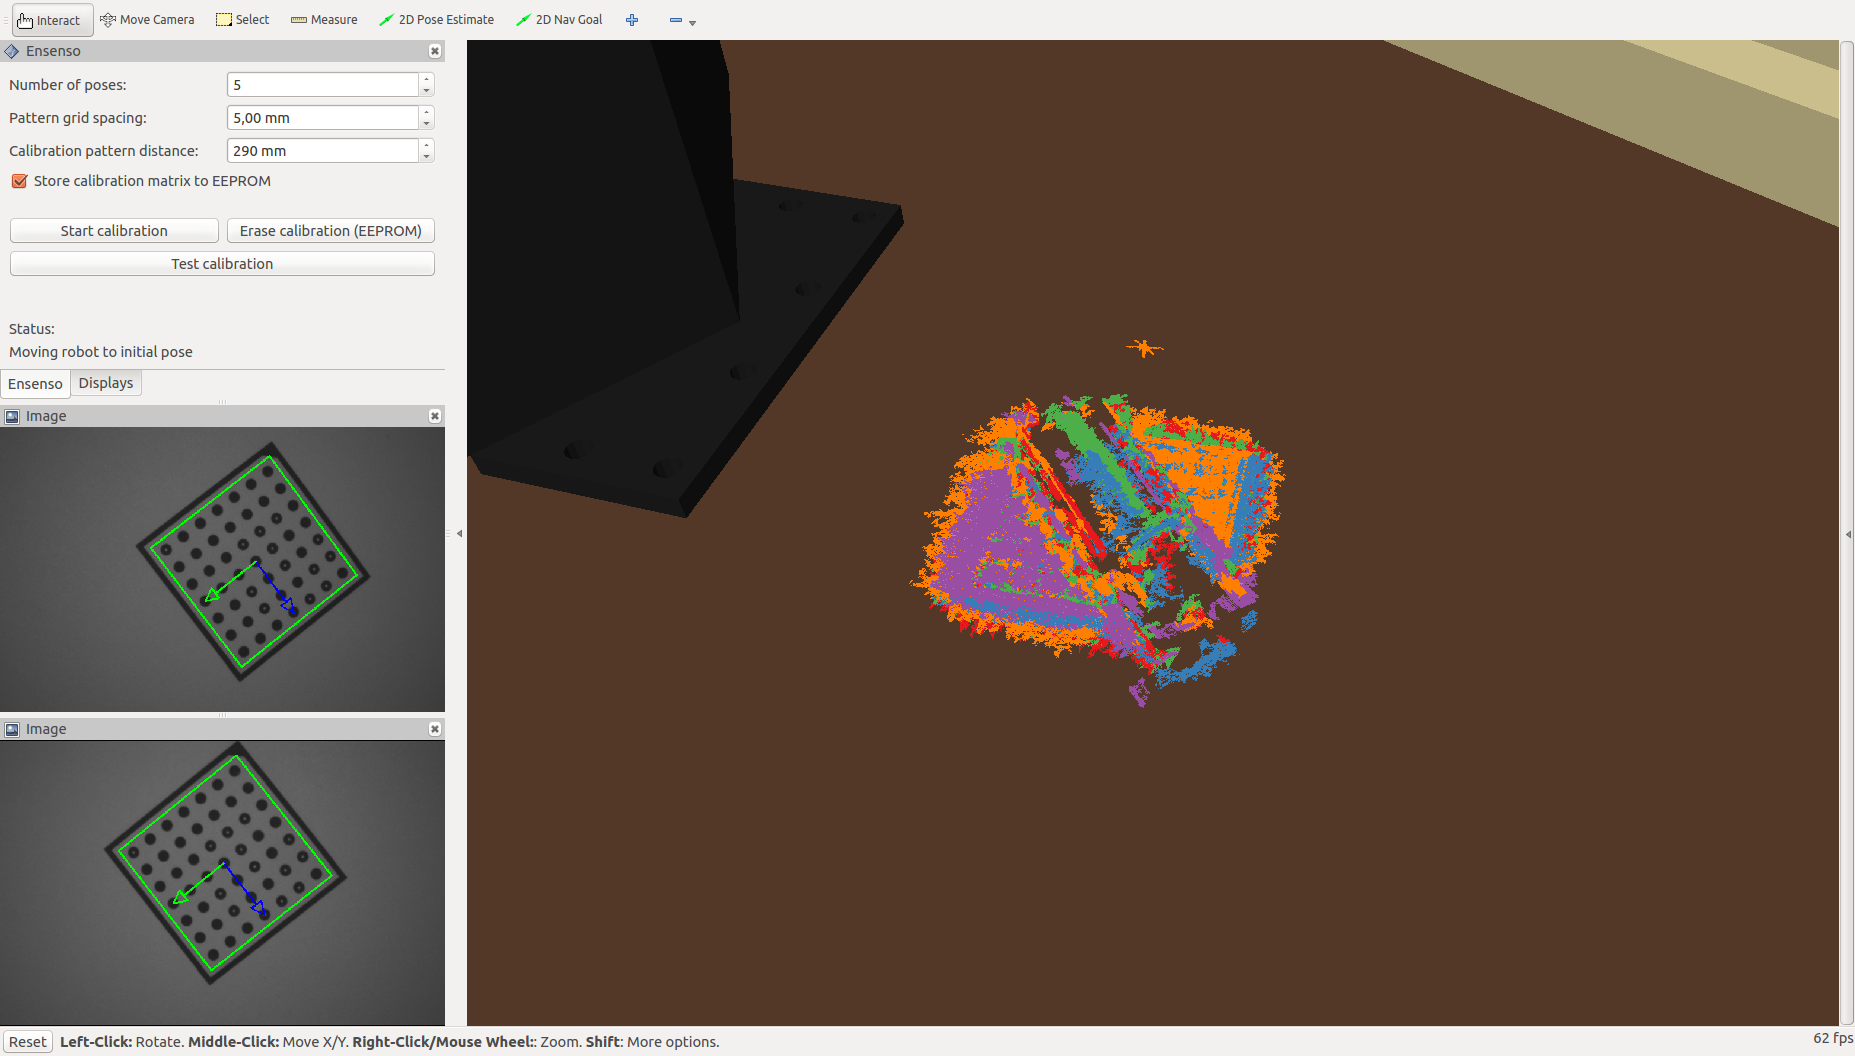 Interact Move Camera Select Measure 2D Pose Estimate 2D Nav Goal
Ensenso
Number of poses: 5
Pattern grid spacing: 5,00 mm
Calibration pattern distance: 290 mm
Store calibration matrix to EEPROM
Start calibration Erase calibration (EEPROM)
Test calibration
Status:
Moving robot to initial pose
Ensenso Displays
Image
Image
Reset Left-Click: Rotate. Middle-Click: Move X/Y. Right-Click/Mouse Wheel:: Zoom. Shift: More options. 62 fps